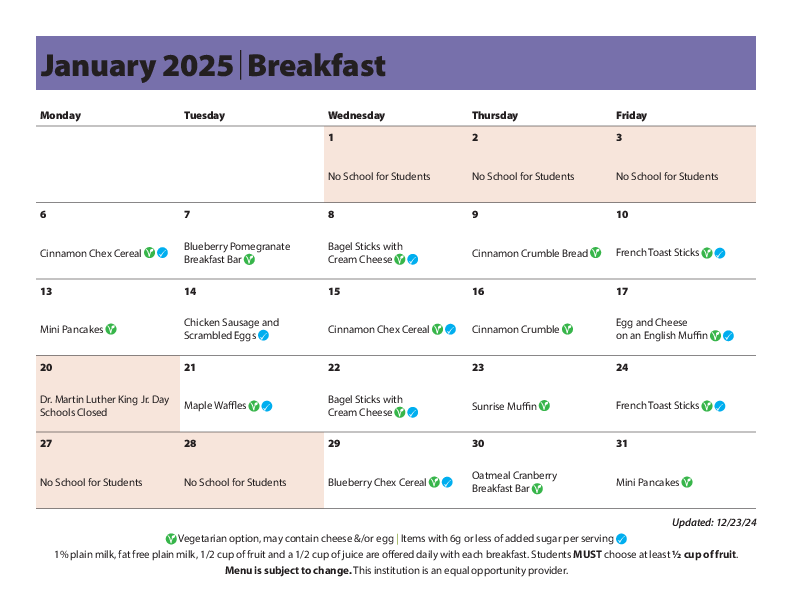 January 2025 | Breakfast
Monday Tuesday Wednesday Thursday Friday
1 2 3
No School for Students No School for Students No School for Students
6 7 8 9 10
Cinnamon Chex Cereal
Blueberry Pomegranate
Breakfast Bar
Bagel Sticks with
Cream Cheese
Cinnamon Crumble Bread
French Toast Sticks
13 14 15 16 17
Mini Pancakes
Chicken Sausage and
Scrambled Eggs
Cinnamon Chex Cereal
Cinnamon Crumble
Egg and Cheese
on an English Muffin
20 21 22 23 24
Dr. Martin Luther King Jr. Day
Schools Closed
Maple Waffles
Bagel Sticks with
Cream Cheese
Sunrise Muffin
French Toast Sticks
27 28 29 30 31
No School for Students
No School for Students
Blueberry Chex Cereal
Oatmeal Cranberry
Breakfast Bar
Mini Pancakes
Updated: 12/23/24
Vegetarian option, may contain cheese &/or egg | Items with 6g or less of added sugar per serving
1% plain milk, fat free plain milk, 1/2 cup of fruit and a 1/2 cup of juice are offered daily with each breakfast. Students MUST choose at least ½ cup of fruit.
Menu is subject to change. This institution is an equal opportunity provider.